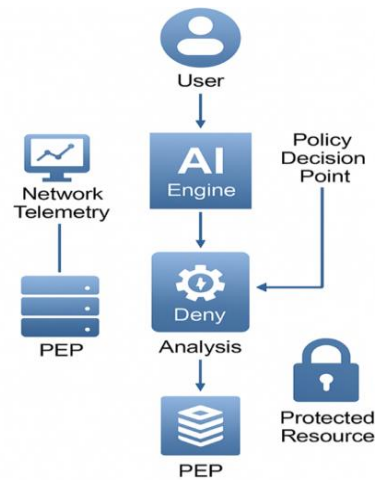 User
AI
Engine
Policy
Decision
Point
Network
Telemetry
Deny
PEP
Analysis
Protected
Resource
PEP